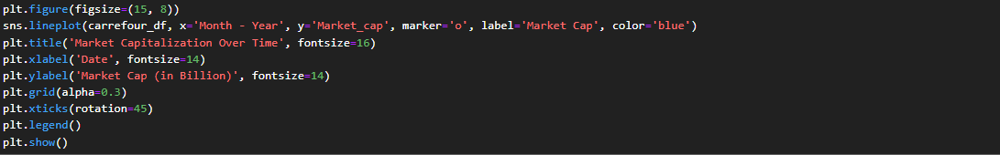 plt.figure(figsize=(15, 8))
sns.lineplot(carrefour_df, x='Month - Year', y='Market_cap', marker='o', label='Market Cap', color='blue')
plt.title('Market Capitalization Over Time', fontsize=16)
plt.xlabel('Date', fontsize=14)
plt.ylabel('Market Cap (in Billion)', fontsize=14)
plt.grid(alpha=0.3)
plt.xticks(rotation=45)
plt.legend()
plt.show()